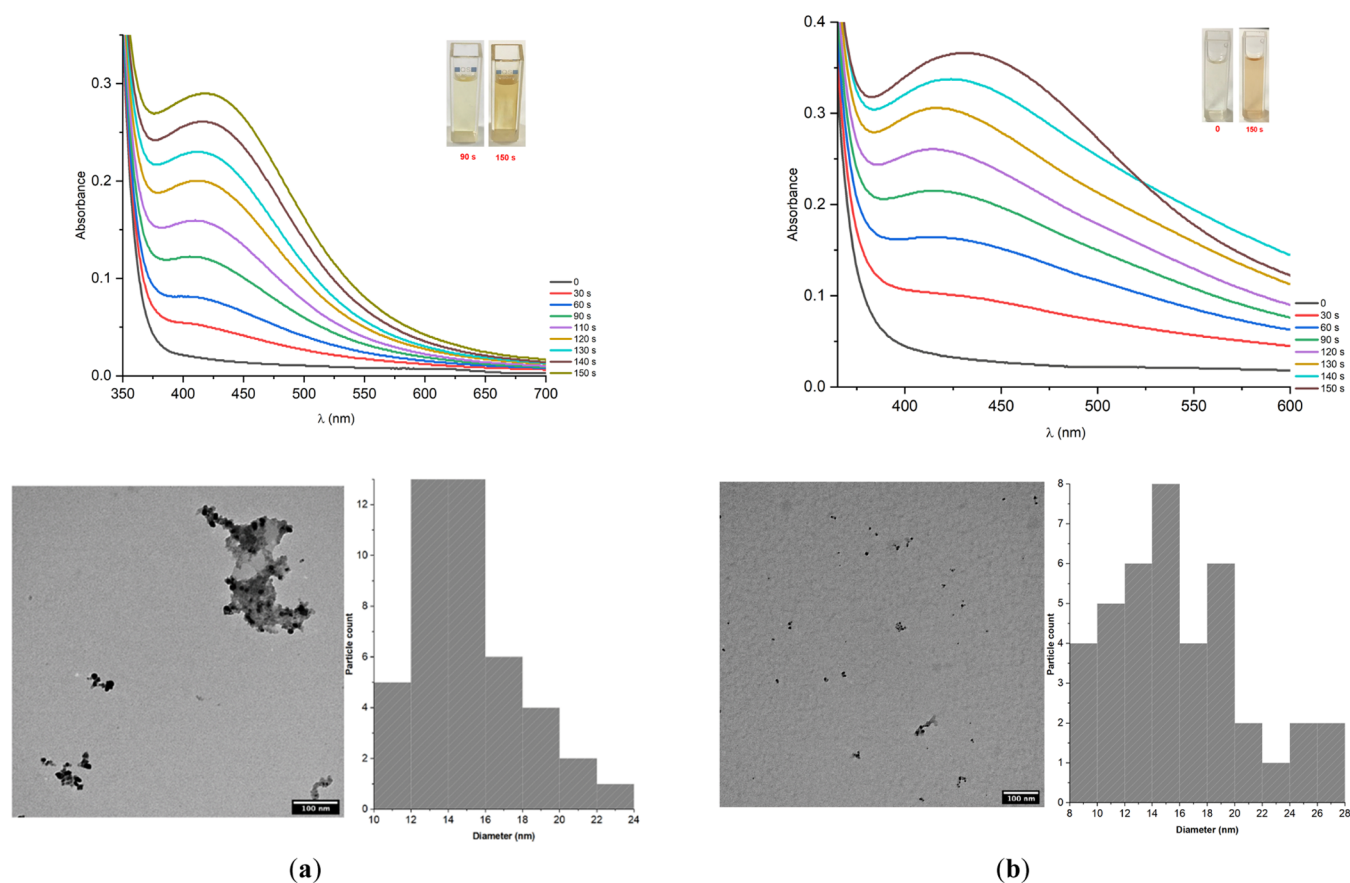 0.3
0.2
0.1
0.0
Absorbance
350 400 450 500 550 600 650 700
λ (nm)
90 s 150 s
0
30 s
60 s
90 s
110 s
120 s
130 s
140 s
150 s
0.4
0.3
0.2
0.1
0.0
Absorbance
400 450 500 550 600
λ (nm)
0 150 s
0
30 s
60 s
90 s
120 s
130 s
140 s
150 s
100 nm
12
10
8
6
4
2
0
Particle count
10 12 14 16 18 20 22 24
Diameter (nm)
100 nm
8
7
6
5
4
3
2
1
0
Particle count
8 10 12 14 16 18 20 22 24 26 28
Diameter (nm)
(a)
(b)